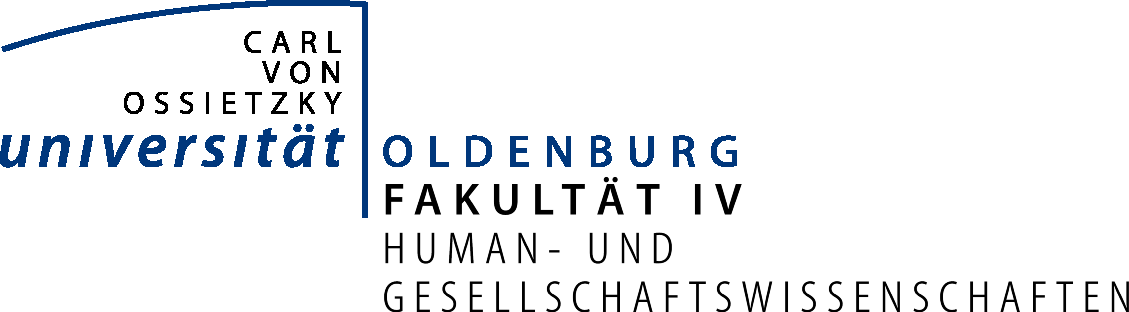 CARL
VON
OSSIETZKY
universität
OLDENBURG
FAKULTÄT IV
HUMAN- UND
GESELLSCHAFTSWISSENSCHAFTEN